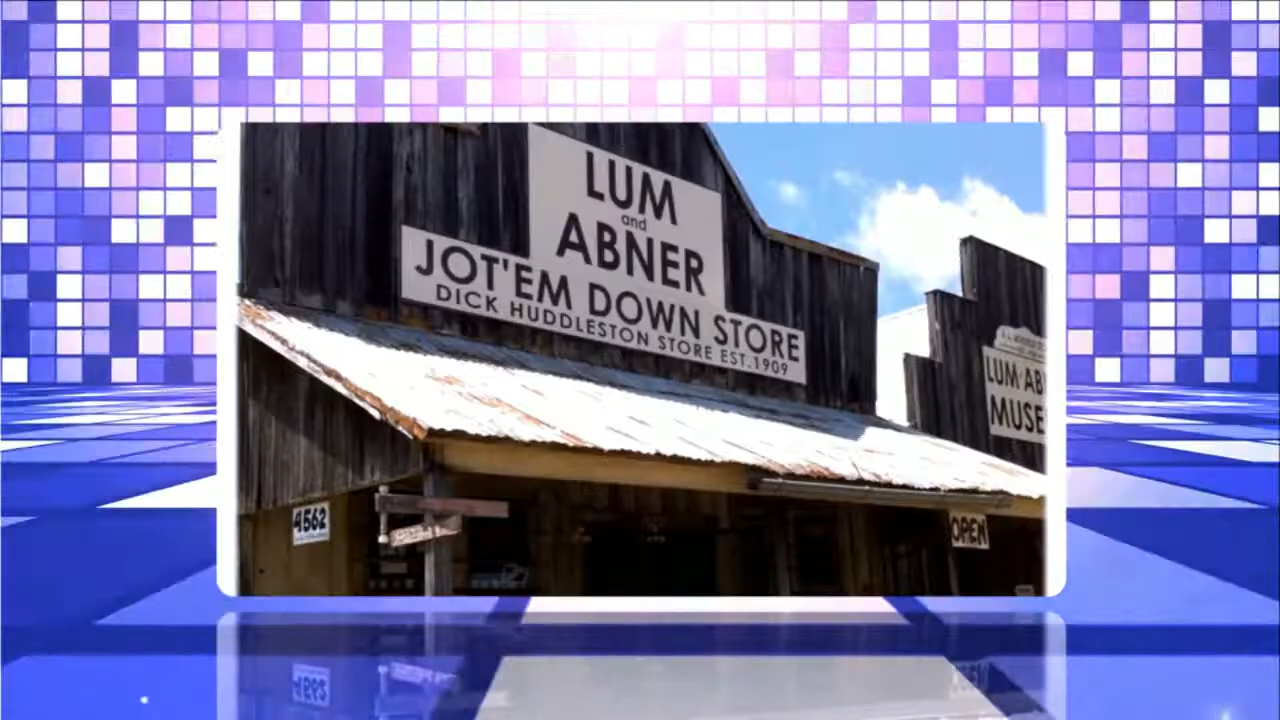 LUM
and
ABNER
JOT'EM DOWN STORE
DICK HUDDLESTON STORE EST.1909
LUM AB
MUSE
4562
OPEN